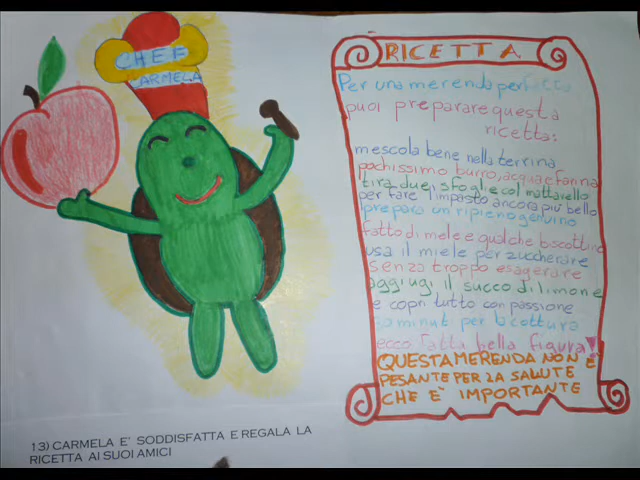 CHEF
CARMELA
RICETTA
Per una merenda perfetta
puoi preparare questa
ricetta:
mescola bene nella terrina
pochissimo burro, acqua e farina
tira due sfoglie col mattarello
per fare l'impasto ancora più bello
prepara un ripieno genuino
fatto di mele e qualche biscottino
usa il miele per zuccherare
senza troppo esagerare
aggiungi il succo di limone
e copri tutto con passione
minuti per la cottura
ecco fatta bella figura
QUESTA MERENDA NON È
PESANTE PER LA SALUTE
CHE È IMPORTANTE
13) CARMELA E' SODDISFATTA E REGALA LA
RICETTA AI SUOI AMICI